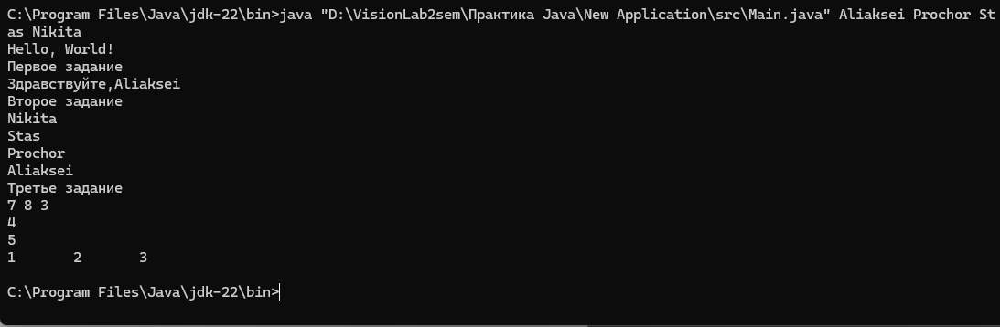 C:\Program Files\Java\jdk-22\bin>java "D:\VisionLab2sem\Практика Java\New Application\src\Main.java" Aliaksei Prochor St
as Nikita
Hello, World!
Первое задание
Здравствуйте,Aliaksei
Второе задание
Nikita
Stas
Prochor
Aliaksei
Третье задание
7 8 3
4
5
1       2       3
C:\Program Files\Java\jdk-22\bin>